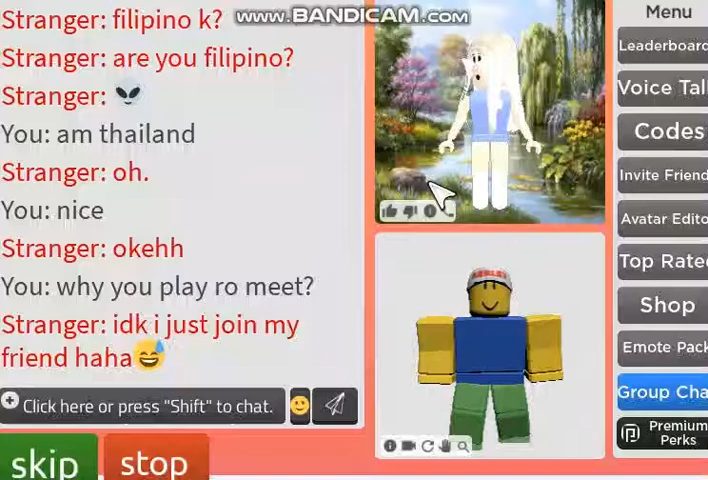 www.BANDICAM.com
Stranger: filipino k?
Stranger: are you filipino?
Stranger: 👽
You: am thailand
Stranger: oh.
You: nice
Stranger: okehh
You: why you play ro meet?
Stranger: idk i just join my
friend haha😅
Click here or press "Shift" to chat.
skip
stop
ROBLOX
Menu
Leaderboard
Voice Tal
Codes
Invite Friend
Avatar Edito
Top Rate
Shop
Emote Pack
Group Cha
Premium
Perks